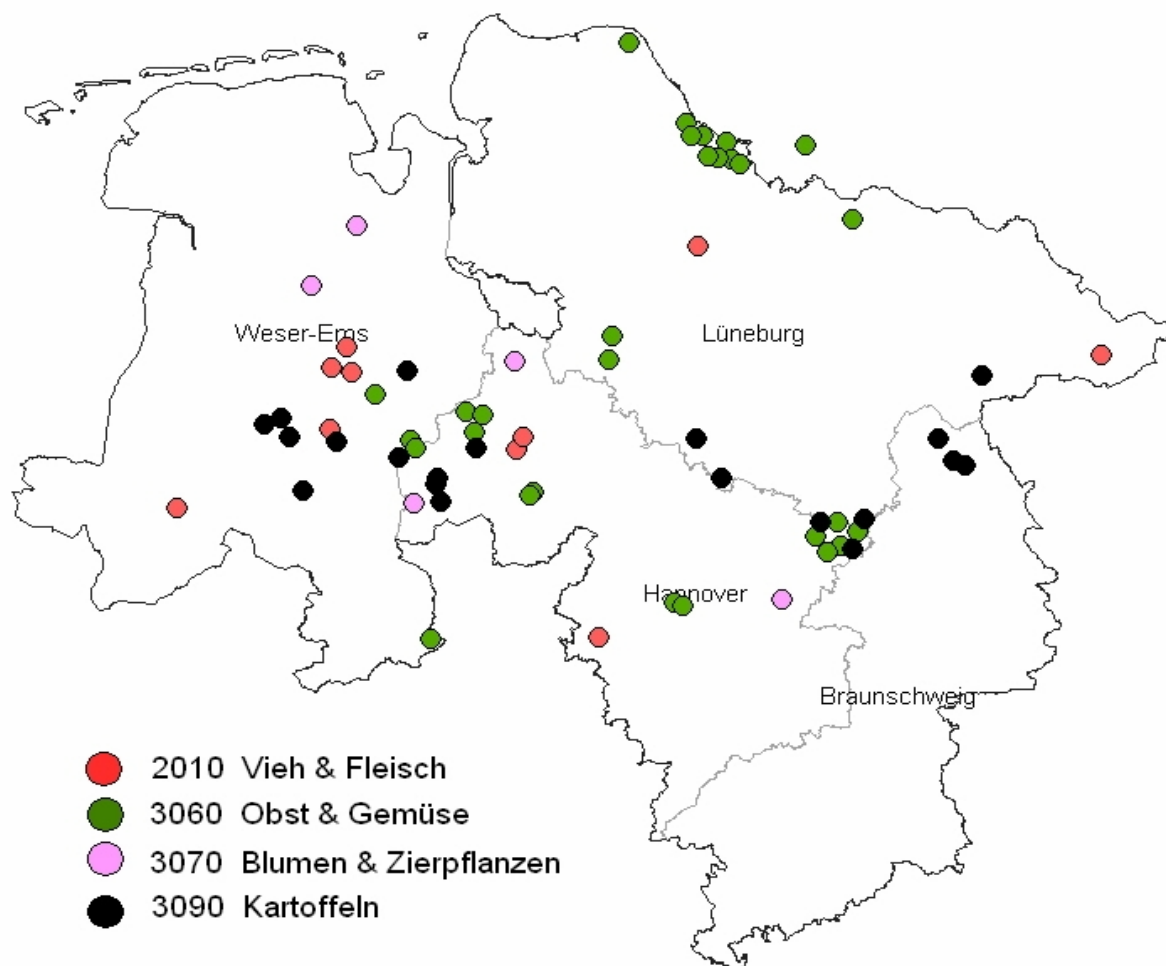 Weser-Ems
Lüneburg
Hannover
Braunschweig
2010 Vieh & Fleisch
3060 Obst & Gemüse
3070 Blumen & Zierpflanzen
3090 Kartoffeln